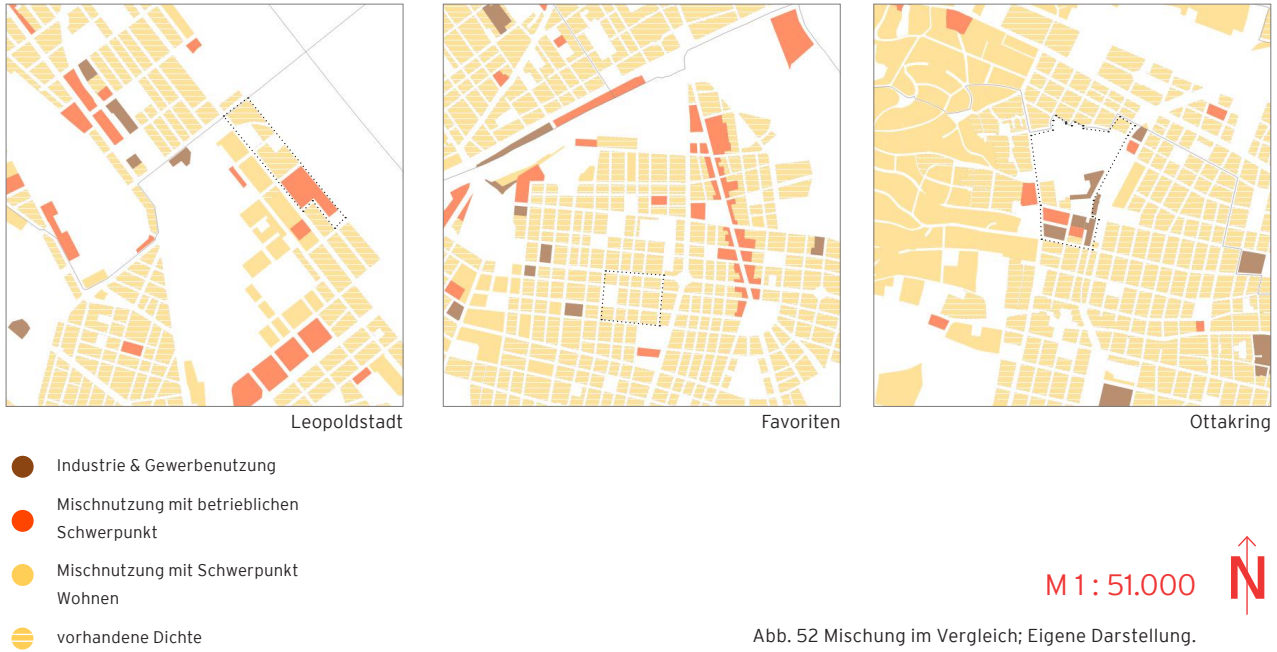 Leopoldstadt
Favoriten
Ottakring
Industrie & Gewerbenutzung
Mischnutzung mit betrieblichen
Schwerpunkt
Mischnutzung mit Schwerpunkt
Wohnen
vorhandene Dichte
M 1 : 51.000
N
Abb. 52 Mischung im Vergleich; Eigene Darstellung.